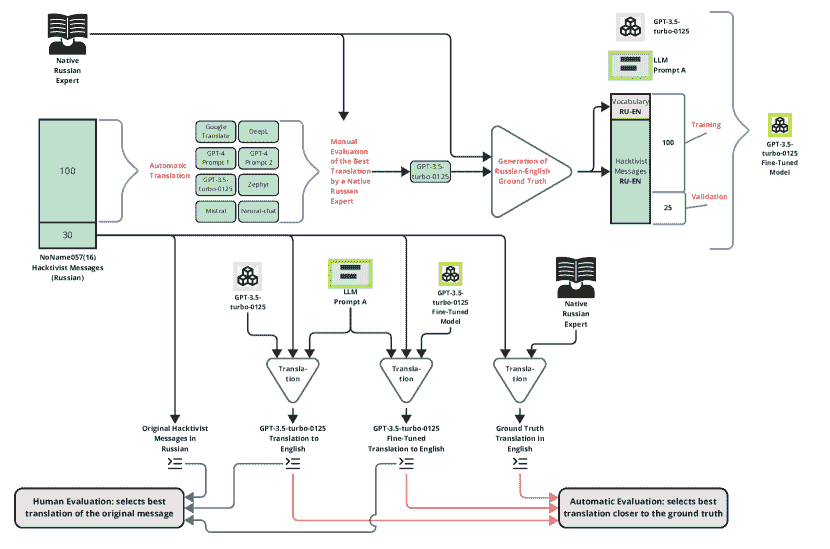 Native
Russian
Expert
GPT-3.5-
turbo-0125
LLM
Prompt A
Vocabulary
RU-EN
Hacktivist
Messages
RU-EN
100
Training
25
Validation
GPT-3.5-
turbo-0125
Fine-Tuned
Model
100
30
NoName057(16)
Hacktivist Messages
(Russian)
Automatic
Translation
Google
Translate
DeepL
GPT-4
Prompt 1
GPT-4
Prompt 2
GPT-3.5-
turbo-0125
Zephyr
Mistral
Neural-chat
Manual
Evaluation
of the Best
Translation
by a Native
Russian
Expert
GPT-3.5-
turbo-0125
Generation of
Russian-English
Ground Truth
GPT-3.5-
turbo-0125
LLM
Prompt A
GPT-3.5-
turbo-0125
Fine-Tuned
Model
Native
Russian
Expert
Transla-
tion
Transla-
tion
Transla-
tion
Original Hacktivist
Messages in
Russian
GPT-3.5-turbo-0125
Translation to
English
GPT-3.5-turbo-0125
Fine-Tuned
Translation to English
Ground Truth
Translation in
English
Human Evaluation: selects best
translation of the original message
Automatic Evaluation: selects best
translation closer to the ground truth